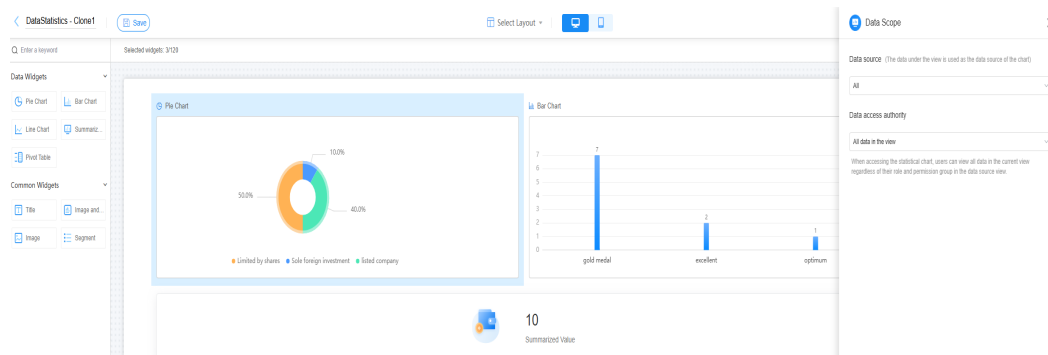 DataStatistics - Clone1
Save
Select Layout
Data Scope
Enter a keyword
Selected widgets: 3/120
Data source (The data under the view is used as the data source of the chart)
All
Data access authority
All data in the view
When accessing the statistical chart, users can view all data in the current view
regardless of their role and permission group in the data source view.
Data Widgets
Pie Chart
Bar Chart
Line Chart
Summariz...
Pivot Table
Common Widgets
Title
Image and...
Image
Segment
Pie Chart
10.0%
50.0%
40.0%
Limited by shares
Sole foreign investment
listed company
Bar Chart
7
6
5
4
3
2
1
0
7
2
1
gold medal
excellent
optimum
10
Summarized Value